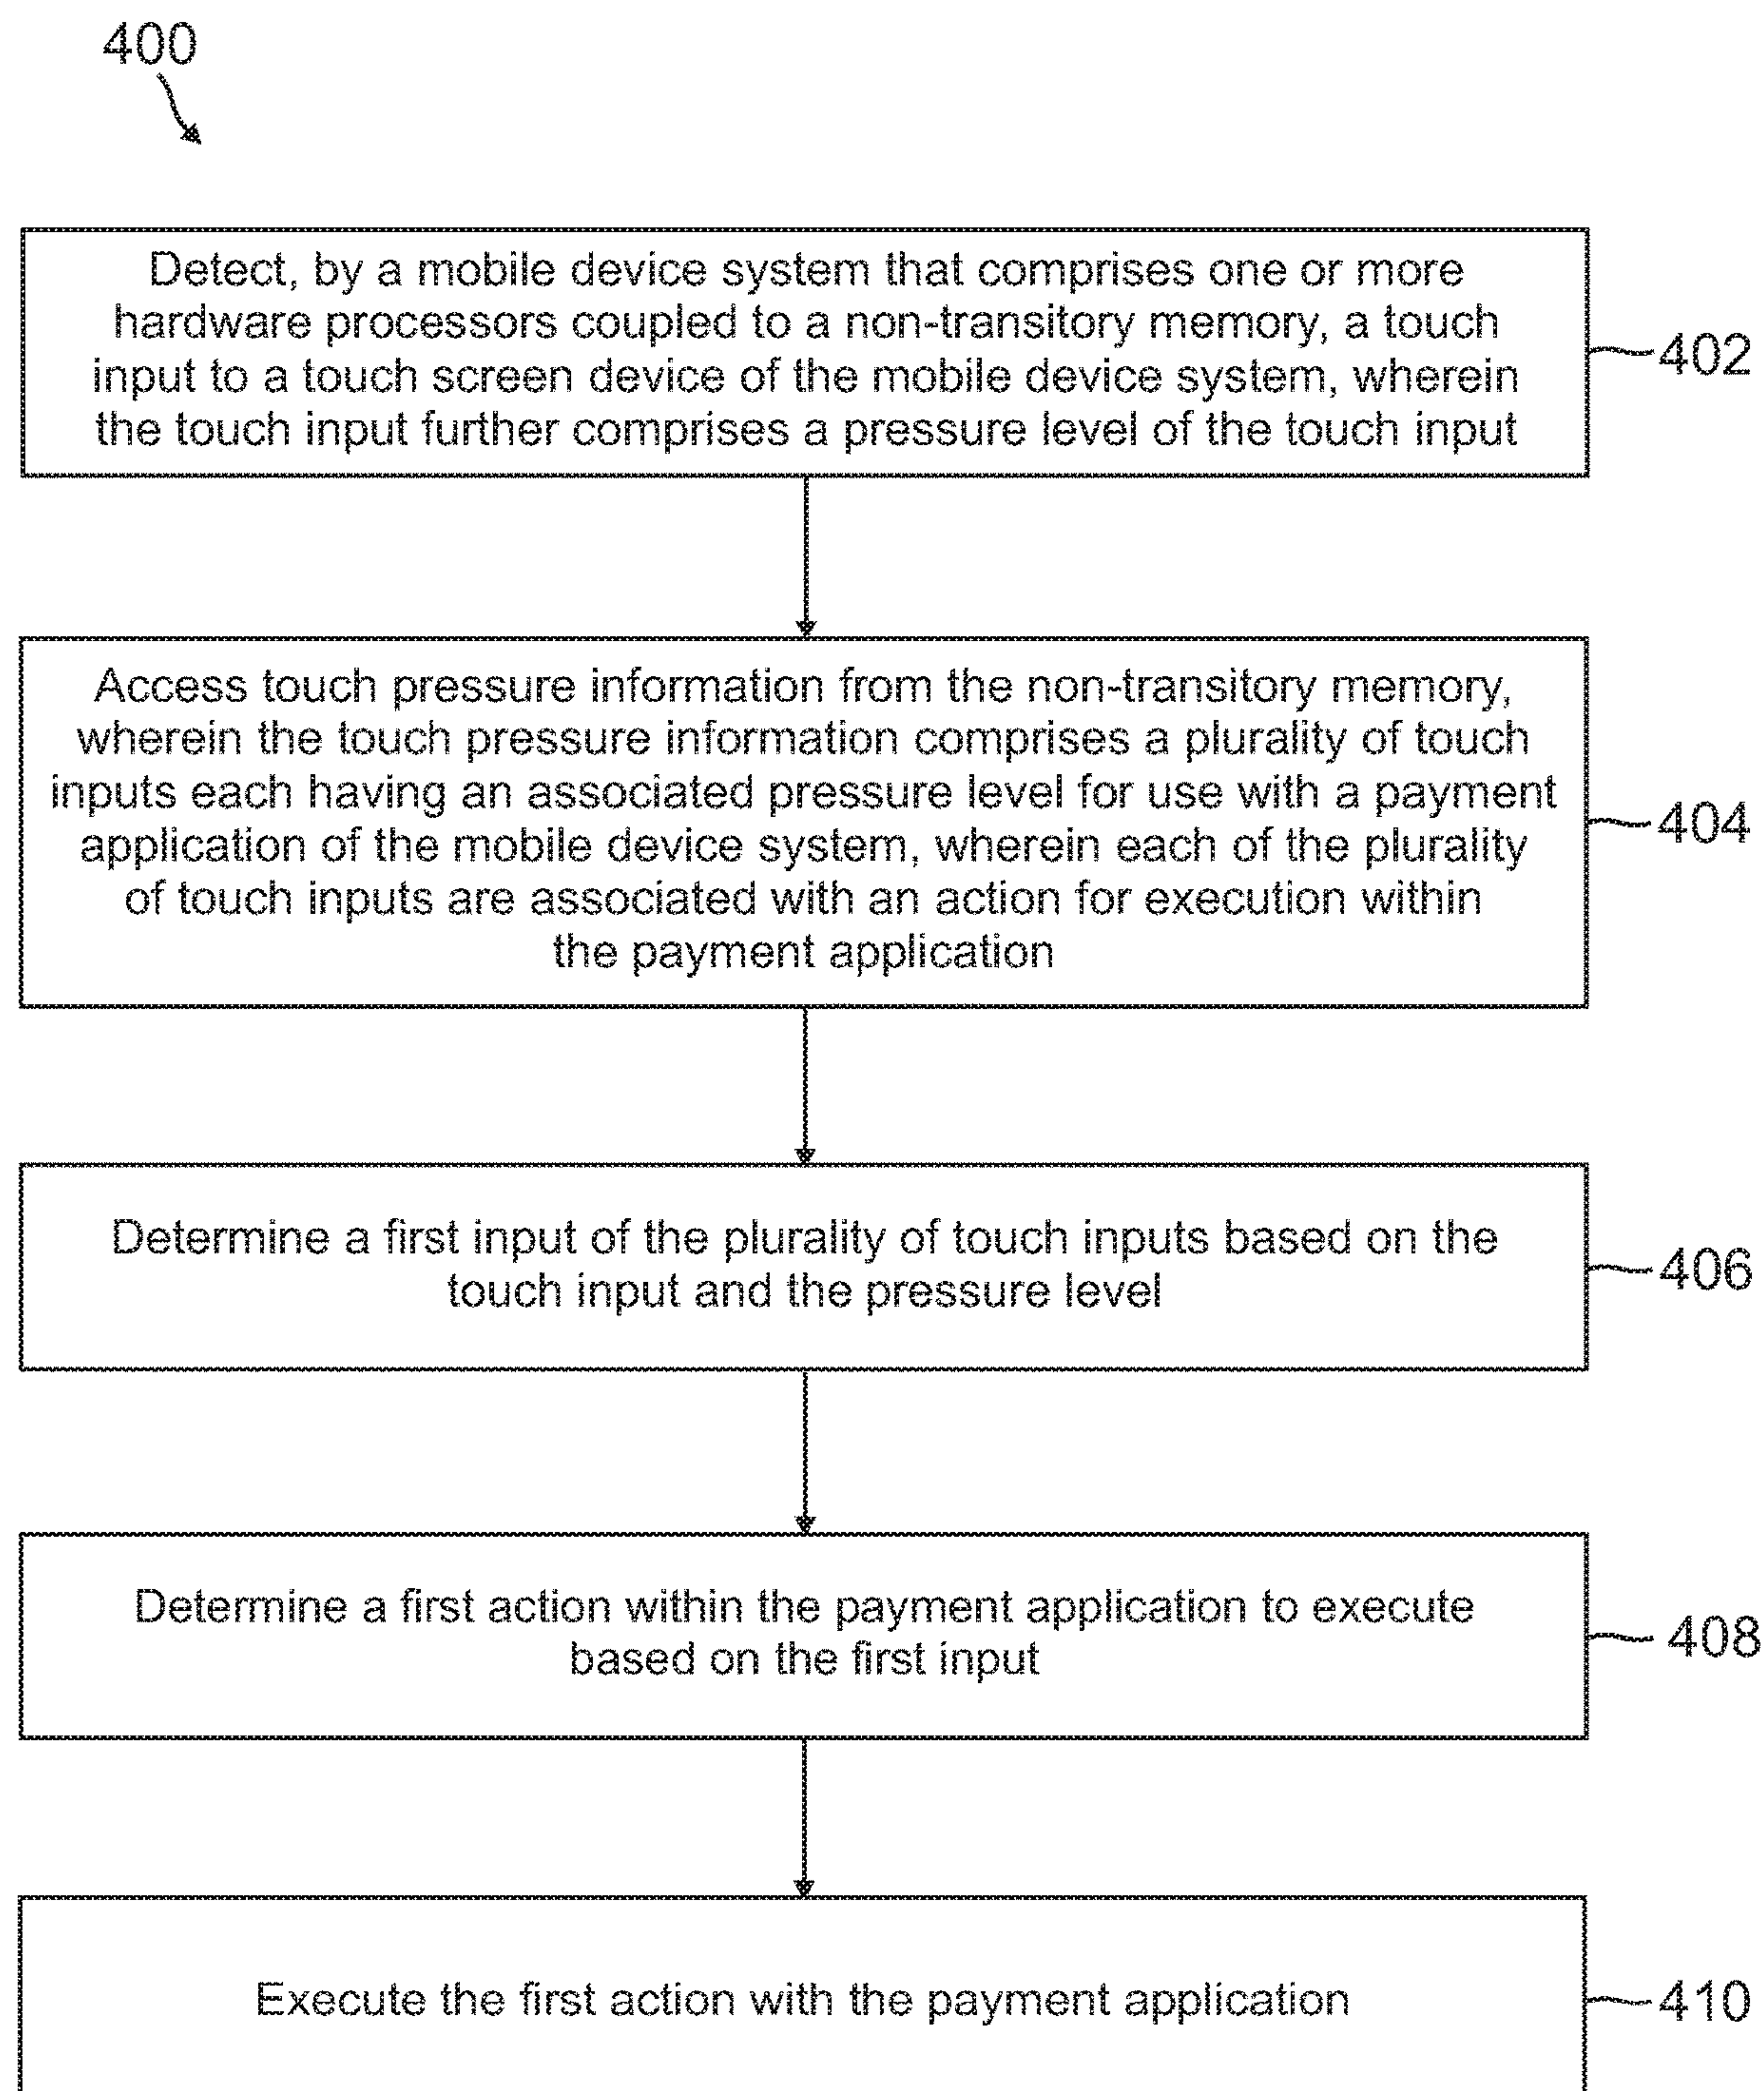 400
Detect, by a mobile device system that comprises one or more
hardware processors coupled to a non-transitory memory, a touch
input to a touch screen device of the mobile device system, wherein
the touch input further comprises a pressure level of the touch input
402
Access touch pressure information from the non-transitory memory,
wherein the touch pressure information comprises a plurality of touch
inputs each having an associated pressure level for use with a payment
application of the mobile device system, wherein each of the plurality
of touch inputs are associated with an action for execution within
the payment application
404
Determine a first input of the plurality of touch inputs based on the
touch input and the pressure level
406
Determine a first action within the payment application to execute
based on the first input
408
Execute the first action with the payment application
410